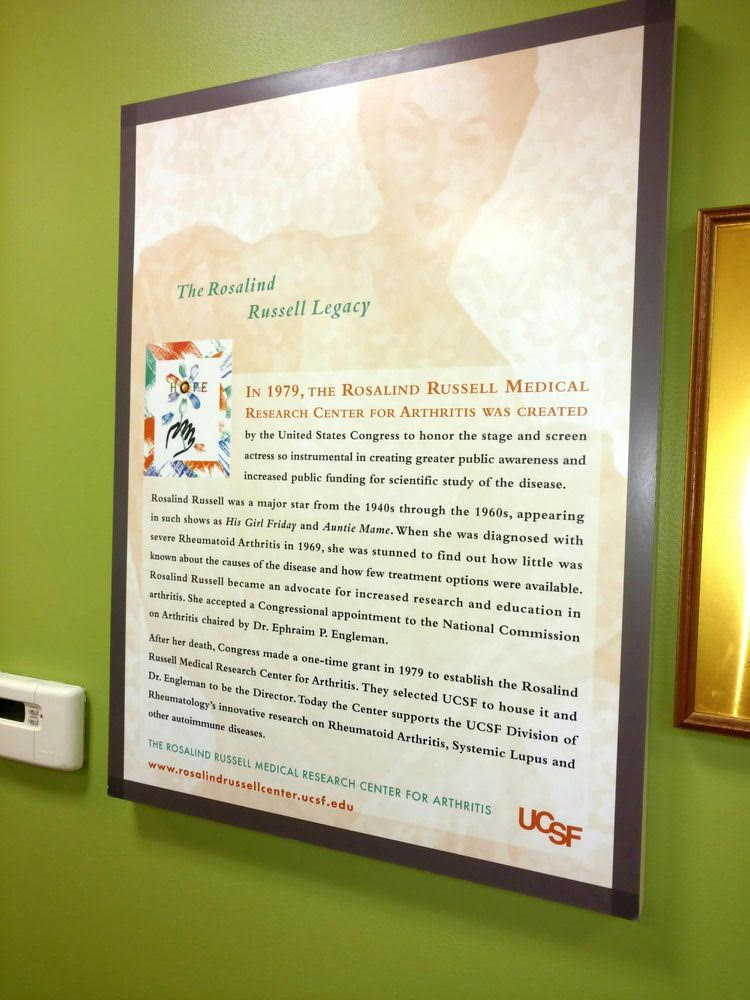 The Rosalind
Russell Legacy
HOPE
IN 1979, THE ROSALIND RUSSELL MEDICAL
RESEARCH CENTER FOR ARTHRITIS WAS CREATED
by the United States Congress to honor the stage and screen
actress so instrumental in creating greater public awareness and
increased public funding for scientific study of the disease.
Rosalind Russell was a major star from the 1940s through the 1960s, appearing
in such shows as His Girl Friday and Auntie Mame. When she was diagnosed with
severe Rheumatoid Arthritis in 1969, she was stunned to find out how little was
known about the causes of the disease and how few treatment options were available.
Rosalind Russell became an advocate for increased research and education in
arthritis. She accepted a Congressional appointment to the National Commission
on Arthritis chaired by Dr. Ephraim P. Engleman.
After her death, Congress made a one-time grant in 1979 to establish the Rosalind
Russell Medical Research Center for Arthritis. They selected UCSF to house it and
Dr. Engleman to be the Director. Today the Center supports the UCSF Division of
Rheumatology's innovative research on Rheumatoid Arthritis, Systemic Lupus and
other autoimmune diseases.
THE ROSALIND RUSSELL MEDICAL RESEARCH CENTER FOR ARTHRITIS
www.rosalindrussellcenter.ucsf.edu
UCSF